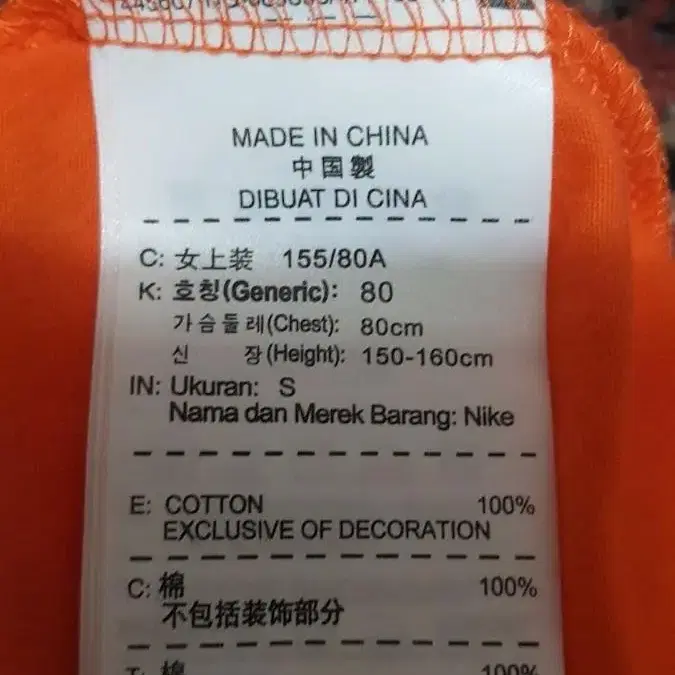 MADE IN CHINA
中国製
DIBUAT DI CINA
C: 女上装 155/80A
K: 호칭(Generic): 80
가슴둘레(Chest): 80cm
신 장(Height): 150-160cm
IN: Ukuran: S
Nama dan Merek Barang: Nike
E: COTTON 100%
EXCLUSIVE OF DECORATION
C: 棉 100%
不包括装饰部分
T: 棉 100%